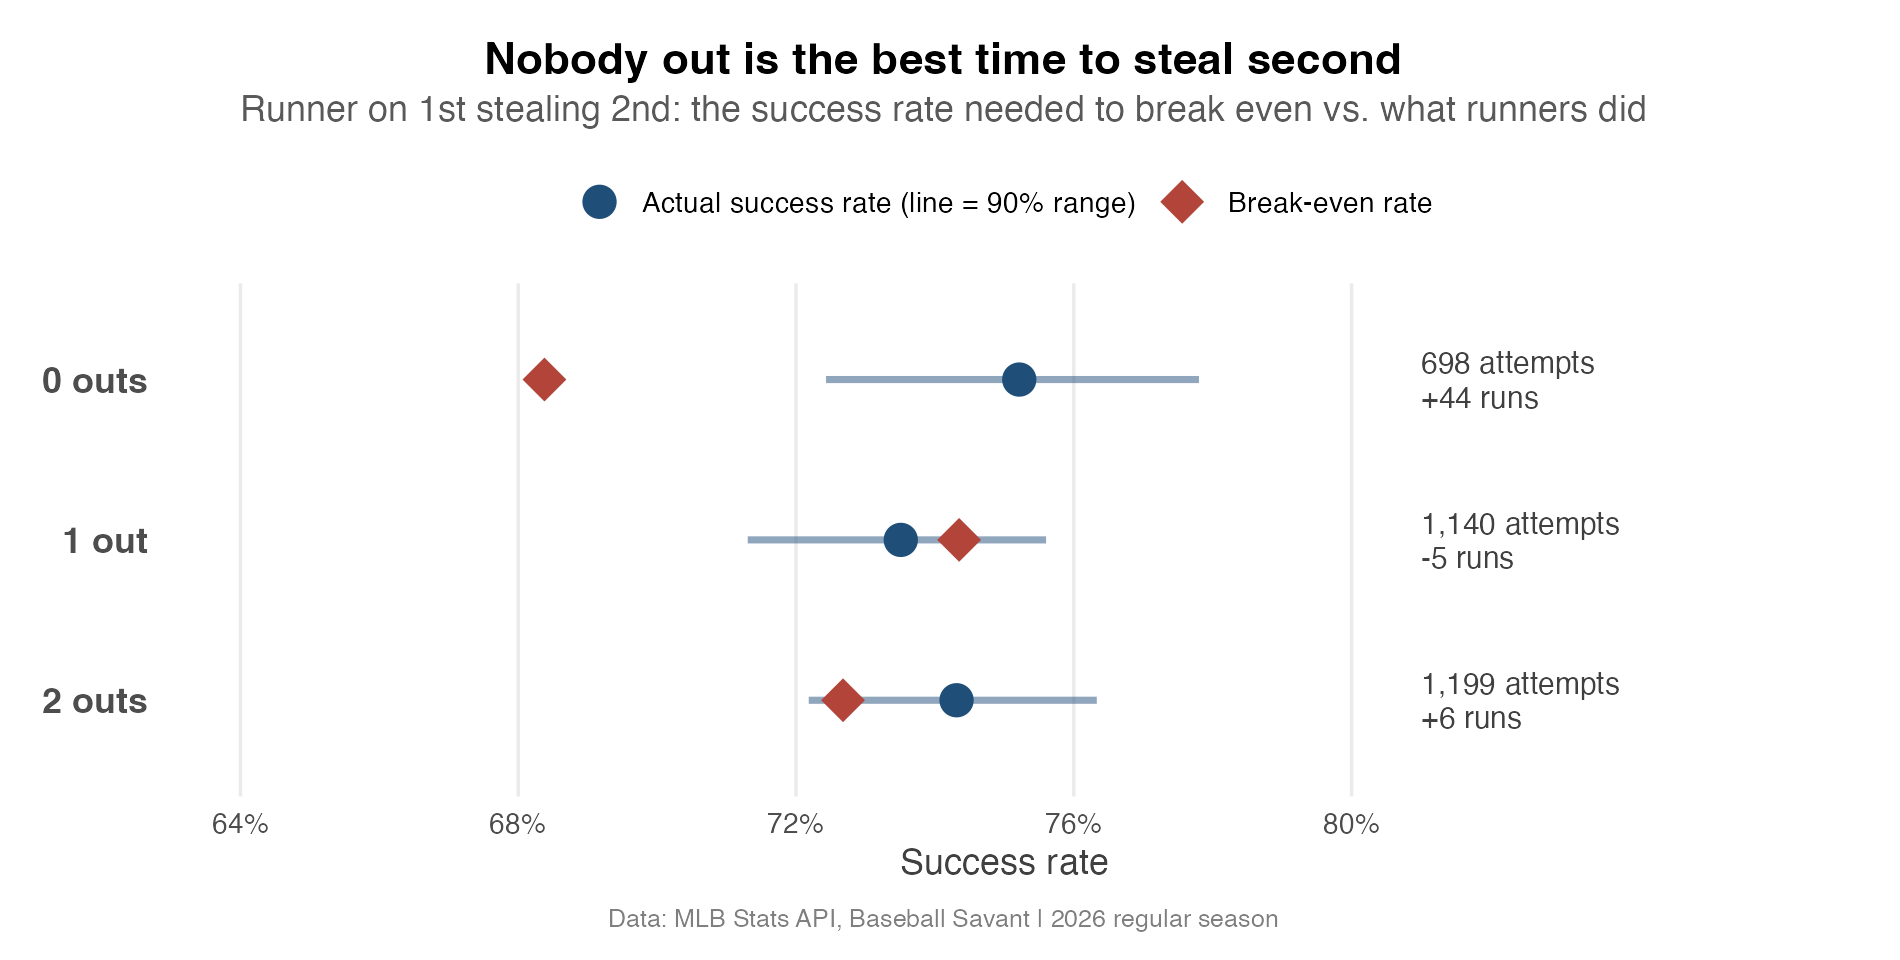 Nobody out is the best time to steal second
Runner on 1st stealing 2nd: the success rate needed to break even vs. what runners did
Actual success rate (line = 90% range)
Break-even rate
0 outs
698 attempts
+44 runs
1 out
1,140 attempts
-5 runs
2 outs
1,199 attempts
+6 runs
64%
68%
72%
76%
80%
Success rate
Data: MLB Stats API, Baseball Savant | 2026 regular season